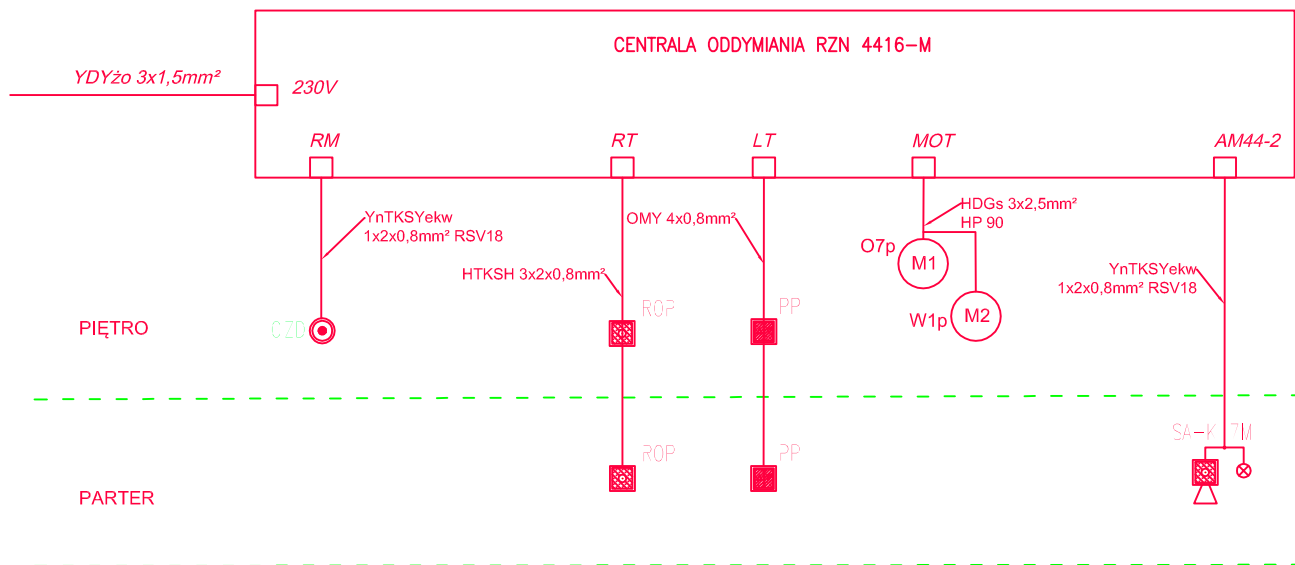 CENTRALA ODDYMIANIA RZN 4416-M
YDYżo 3x1,5mm²
230V
RM
RT
LT
MOT
AM44-2
YnTKSYekw
1x2x0,8mm² RSV18
OMY 4x0,8mm²
HDGs 3x2,5mm²
HP 90
HTKSH 3x2x0,8mm²
O7p
M1
YnTKSYekw
1x2x0,8mm² RSV18
W1p
M2
PIĘTRO
CZD
ROP
PP
SA-K
ZM
ROP
PP
PARTER